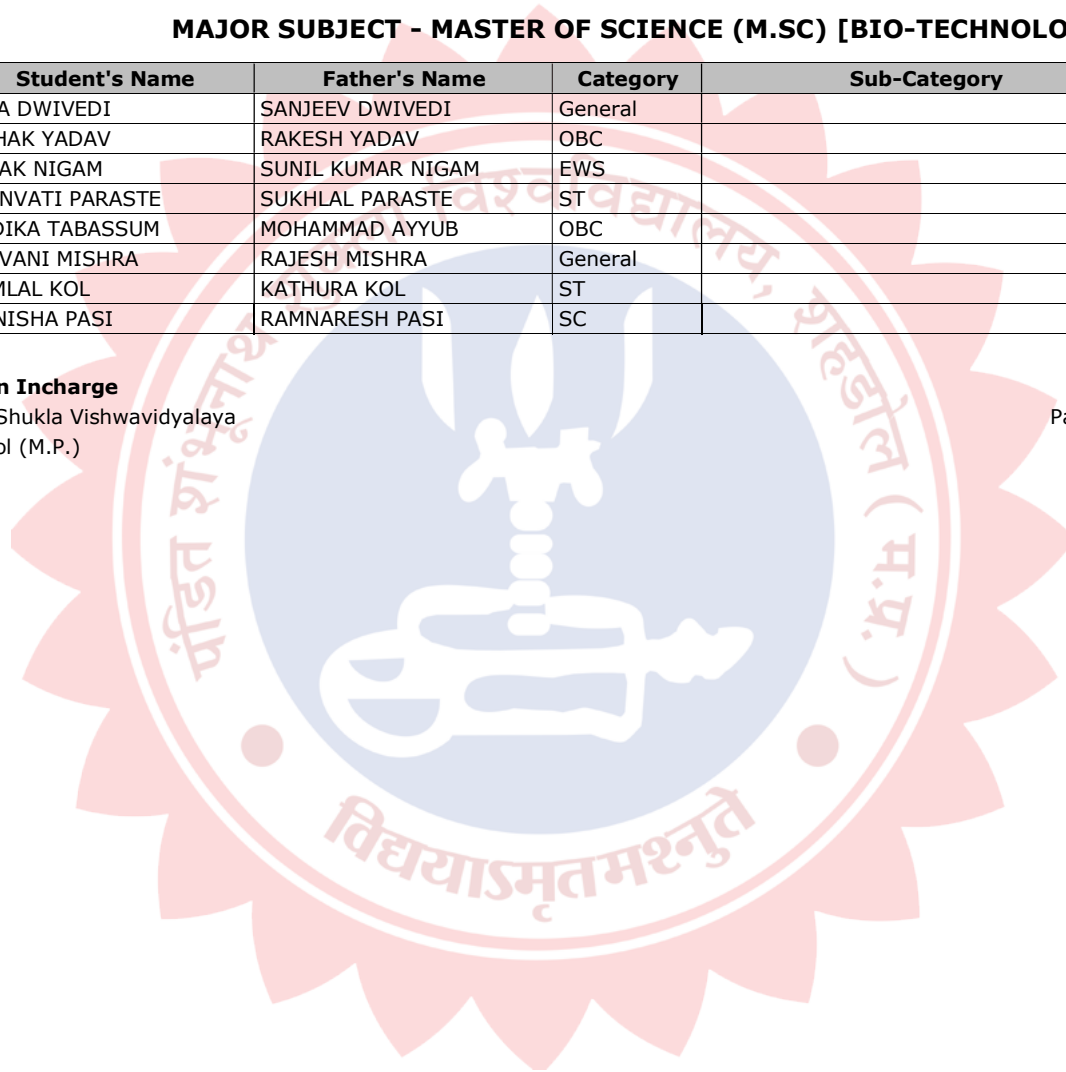 MAJOR SUBJECT - MASTER OF SCIENCE (M.SC) [BIO-TECHNOLO
Student's Name Father's Name Category Sub-Category
A DWIVEDI SANJEEV DWIVEDI General
HAK YADAV RAKESH YADAV OBC
AK NIGAM SUNIL KUMAR NIGAM EWS
NVATI PARASTE SUKHLAL PARASTE ST
DIKA TABASSUM MOHAMMAD AYYUB OBC
VANI MISHRA RAJESH MISHRA General
MLAL KOL KATHURA KOL ST
NISHA PASI RAMNARESH PASI SC
n Incharge
Shukla Vishwavidyalaya Pa
ol (M.P.)
पंडित शंभूनाथ शुक्ला विश्वविद्यालय, शहडोल (म.प्र.)
विद्ययाऽमृतमश्नुते